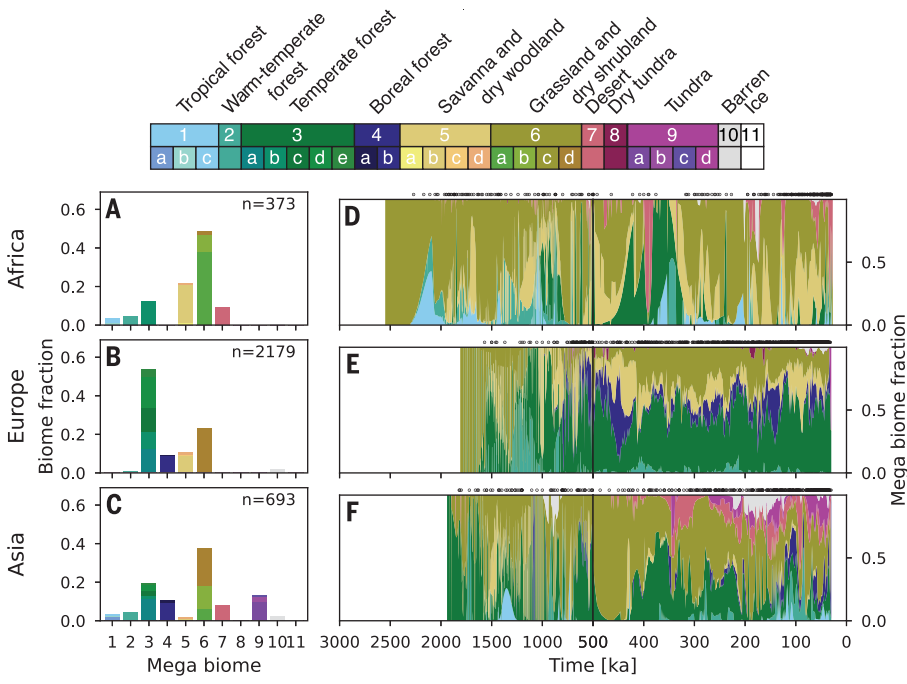 Tropical forest
Warm-temperate
forest
Temperate forest
Boreal forest
Savanna and
dry woodland
Grassland and
dry shrubland
Desert
Dry tundra
Tundra
Barren
Ice
1 2 3 4 5 6 7 8 9 10 11
a b c a b c d e a b a b c d a b c d a b c d
A n=373 D
0.6
0.4
0.2
0.0
Africa
0.5
0.0
B n=2179 E
0.6
0.4
0.2
0.0
Europe
Biome fraction
0.5
0.0
Mega biome fraction
C n=693 F
0.6
0.4
0.2
0.0
Asia
0.5
0.0
1 2 3 4 5 6 7 8 9 10 11
Mega biome
3000 2500 2000 1500 1000 500 400 300 200 100 0
Time [ka]